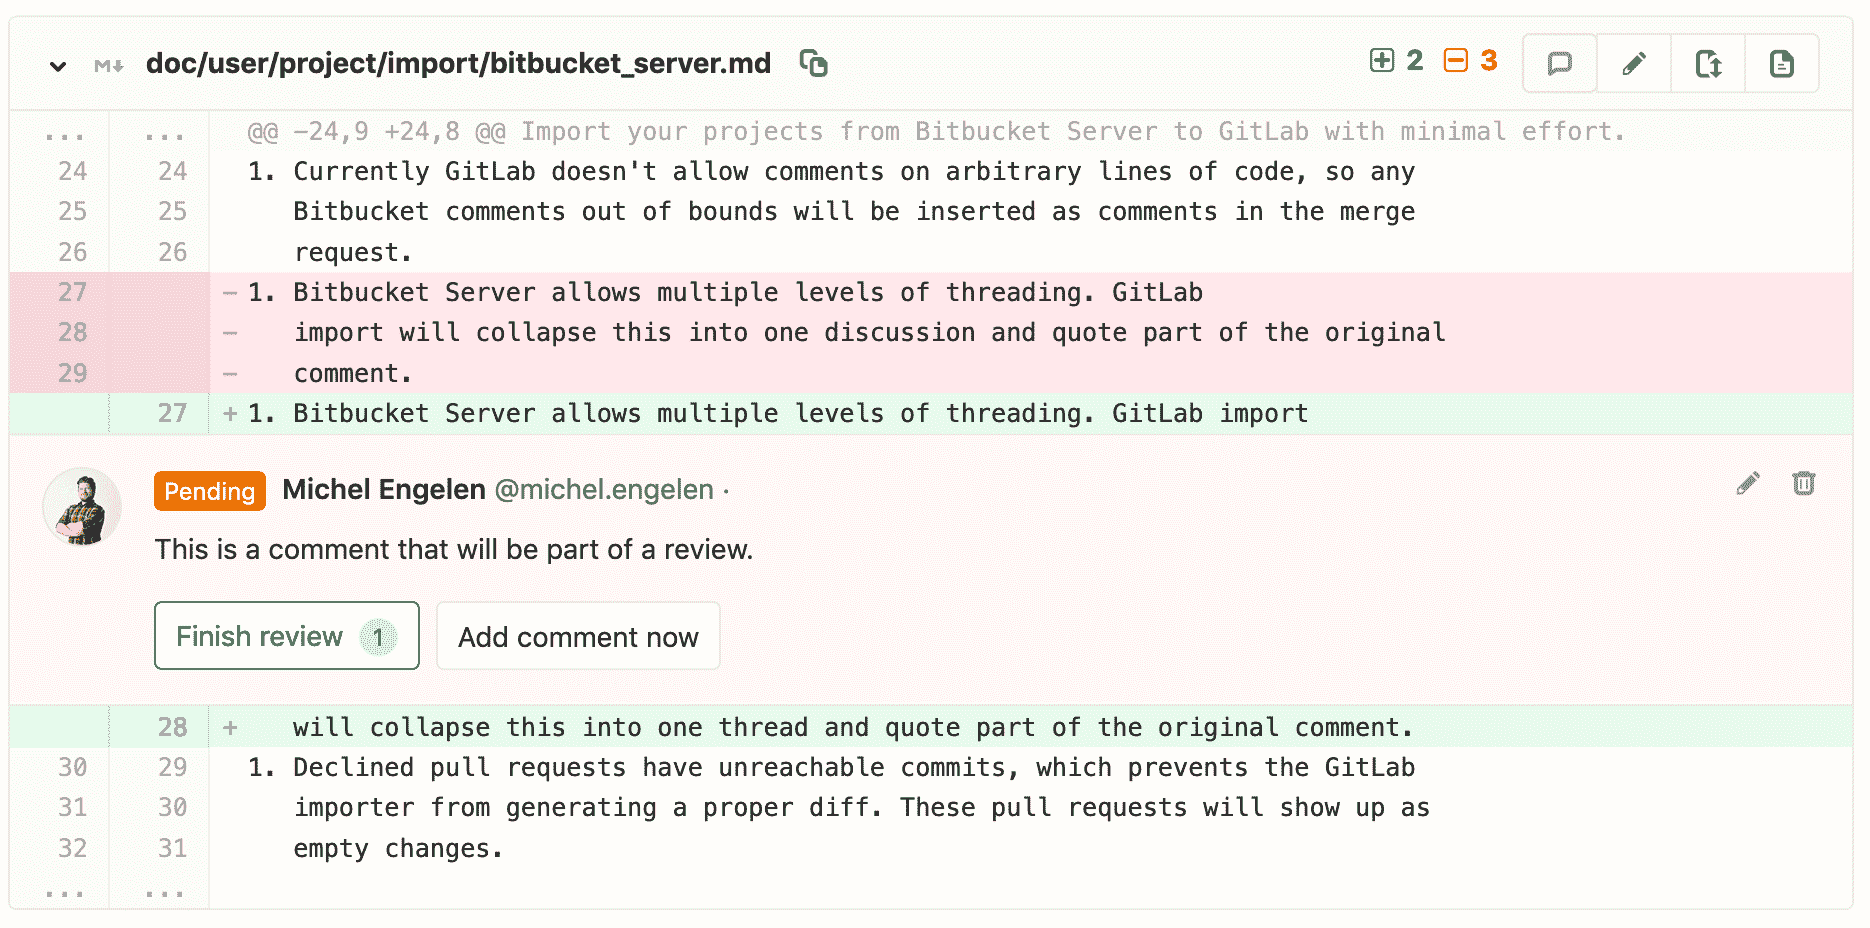 M↓ doc/user/project/import/bitbucket_server.md 2 3
... ... @@ -24,9 +24,8 @@ Import your projects from Bitbucket Server to GitLab with minimal effort.
24 24 1. Currently GitLab doesn't allow comments on arbitrary lines of code, so any
25 25 Bitbucket comments out of bounds will be inserted as comments in the merge
26 26 request.
27 - 1. Bitbucket Server allows multiple levels of threading. GitLab
28 - import will collapse this into one discussion and quote part of the original
29 - comment.
27 + 1. Bitbucket Server allows multiple levels of threading. GitLab import
Pending Michel Engelen @michel.engelen ·
This is a comment that will be part of a review.
Finish review 1 Add comment now
28 + will collapse this into one thread and quote part of the original comment.
30 29 1. Declined pull requests have unreachable commits, which prevents the GitLab
31 30 importer from generating a proper diff. These pull requests will show up as
32 31 empty changes.
... ...